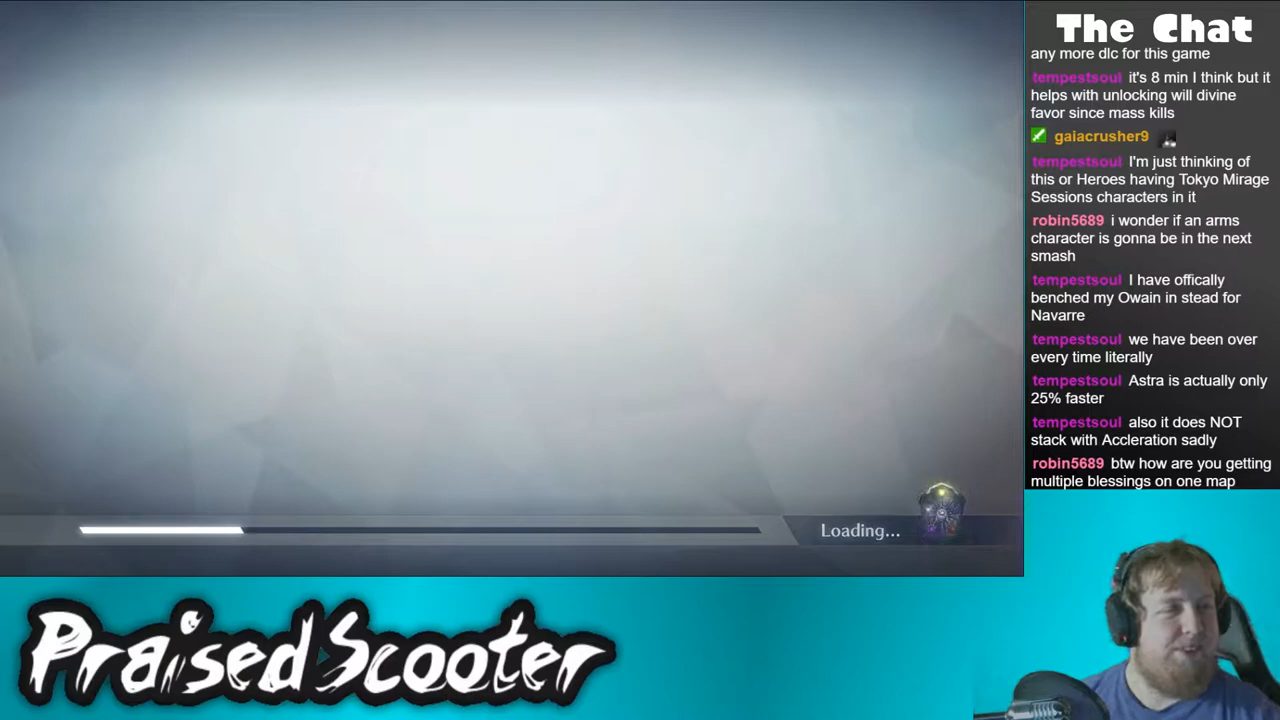 The Chat
any more dlc for this game
tempestsoul it's 8 min I think but it
helps with unlocking will divine
favor since mass kills
gaiacrusher9
tempestsoul I'm just thinking of
this or Heroes having Tokyo Mirage
Sessions characters in it
robin5689 i wonder if an arms
character is gonna be in the next
smash
tempestsoul I have offically
benched my Owain in stead for
Navarre
tempestsoul we have been over
every time literally
tempestsoul Astra is actually only
25% faster
tempestsoul also it does NOT
stack with Accleration sadly
robin5689 btw how are you getting
multiple blessings on one map
Loading...
PraisedScooter